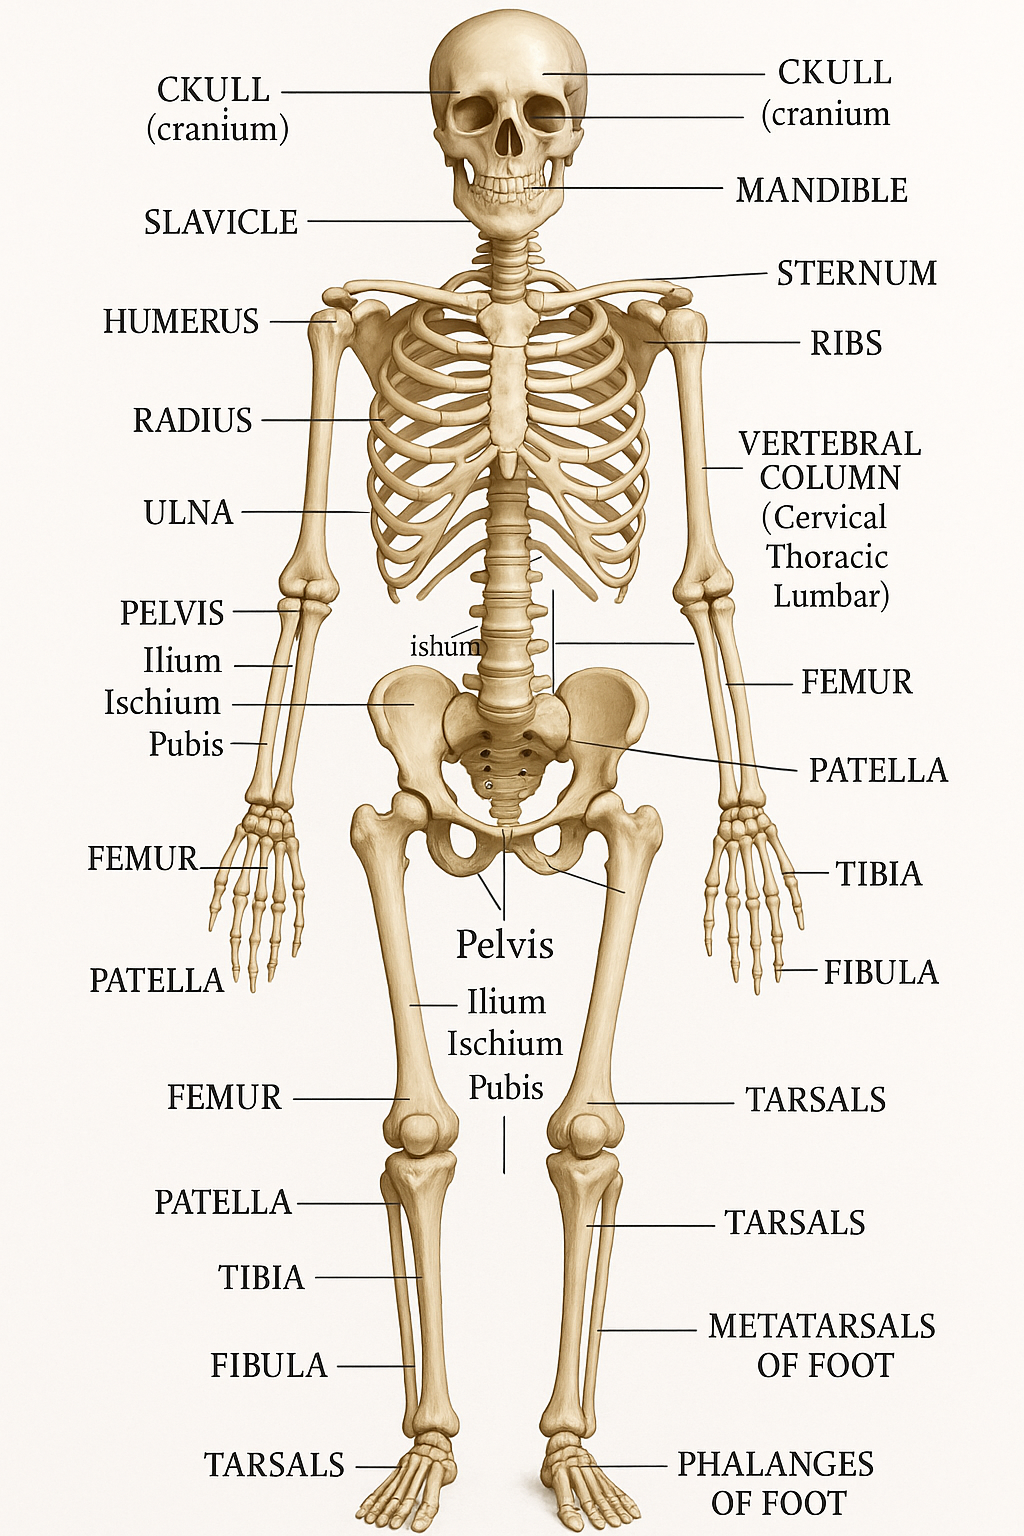 CKULL
(cranium)
CKULL
(cranium
MANDIBLE
SLAVICLE
STERNUM
HUMERUS
RIBS
RADIUS
VERTEBRAL
COLUMN
(Cervical
Thoracic
Lumbar)
ULNA
PELVIS
Ilium
Ischium
Pubis
ishum
FEMUR
PATELLA
FEMUR
TIBIA
PATELLA
FIBULA
Pelvis
Ilium
Ischium
Pubis
FEMUR
TARSALS
PATELLA
TARSALS
TIBIA
METATARSALS
OF FOOT
FIBULA
TARSALS
PHALANGES
OF FOOT